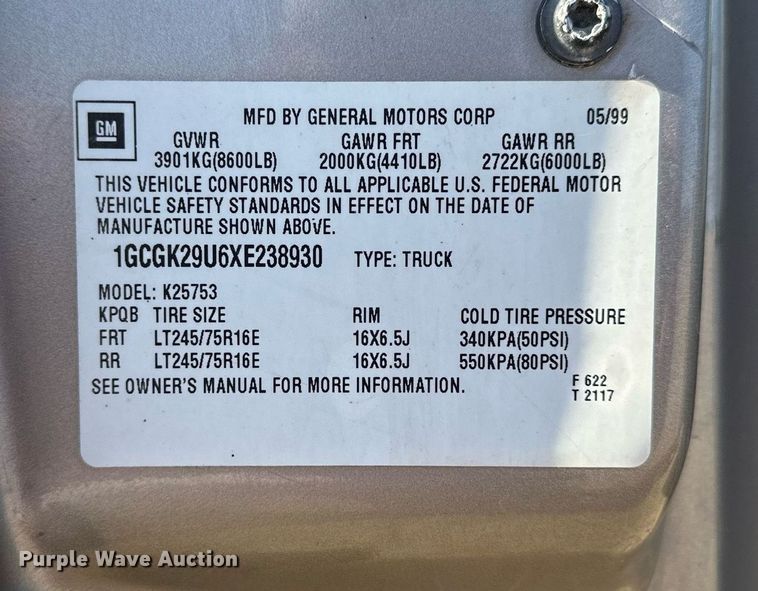 GM
MFD BY GENERAL MOTORS CORP 05/99
GVWR GAWR FRT GAWR RR
3901KG(8600LB) 2000KG(4410LB) 2722KG(6000LB)
THIS VEHICLE CONFORMS TO ALL APPLICABLE U.S. FEDERAL MOTOR
VEHICLE SAFETY STANDARDS IN EFFECT ON THE DATE OF
MANUFACTURE SHOWN ABOVE.
1GCGK29U6XE238930 TYPE: TRUCK
MODEL: K25753
KPQB TIRE SIZE RIM COLD TIRE PRESSURE
FRT LT245/75R16E 16X6.5J 340KPA(50PSI)
RR LT245/75R16E 16X6.5J 550KPA(80PSI)
SEE OWNER'S MANUAL FOR MORE INFORMATION.
F 622
T 2117
Purple Wave Auction